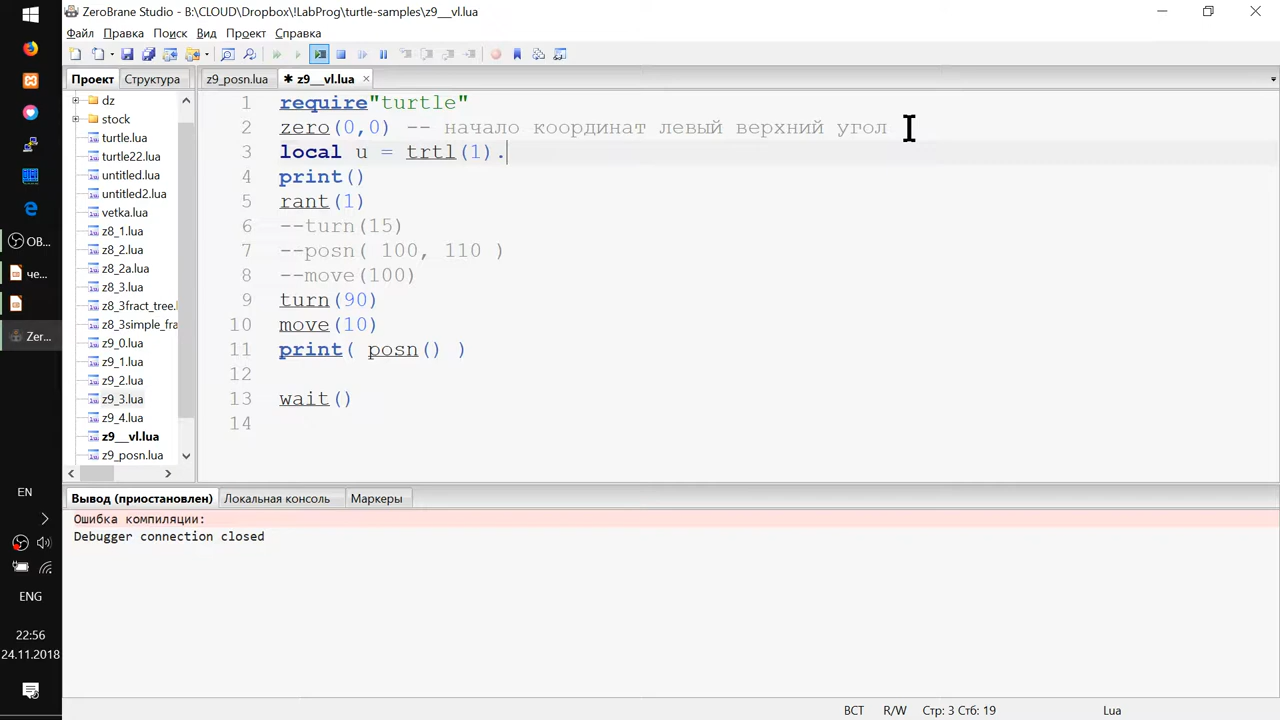 ZeroBrane Studio - B:\CLOUD\Dropbox\!LabProg\turtle-samples\z9__vl.lua
Файл Правка Поиск Вид Проект Справка
Проект Структура
z9_posn.lua ✱ z9__vl.lua
dz
stock
turtle.lua
turtle22.lua
untitled.lua
untitled2.lua
vetka.lua
z8_1.lua
z8_2.lua
z8_2a.lua
z8_3.lua
z8_3fract_tree.l
z8_3simple_fra
z9_0.lua
z9_1.lua
z9_2.lua
z9_3.lua
z9_4.lua
z9__vl.lua
z9_posn.lua
1 require"turtle"
2 zero(0,0) -- начало координат левый верхний угол
3 local u = trtl(1).
4 print()
5 rant(1)
6 --turn(15)
7 --posn( 100, 110 )
8 --move(100)
9 turn(90)
10 move(10)
11 print( posn() )
12
13 wait()
14
Вывод (приостановлен) Локальная консоль Маркеры
Ошибка компиляции:
Debugger connection closed
ВСТ R/W Стр: 3 Стб: 19 Lua
OB...
че...
Zer...
EN
ENG
22:56
24.11.2018